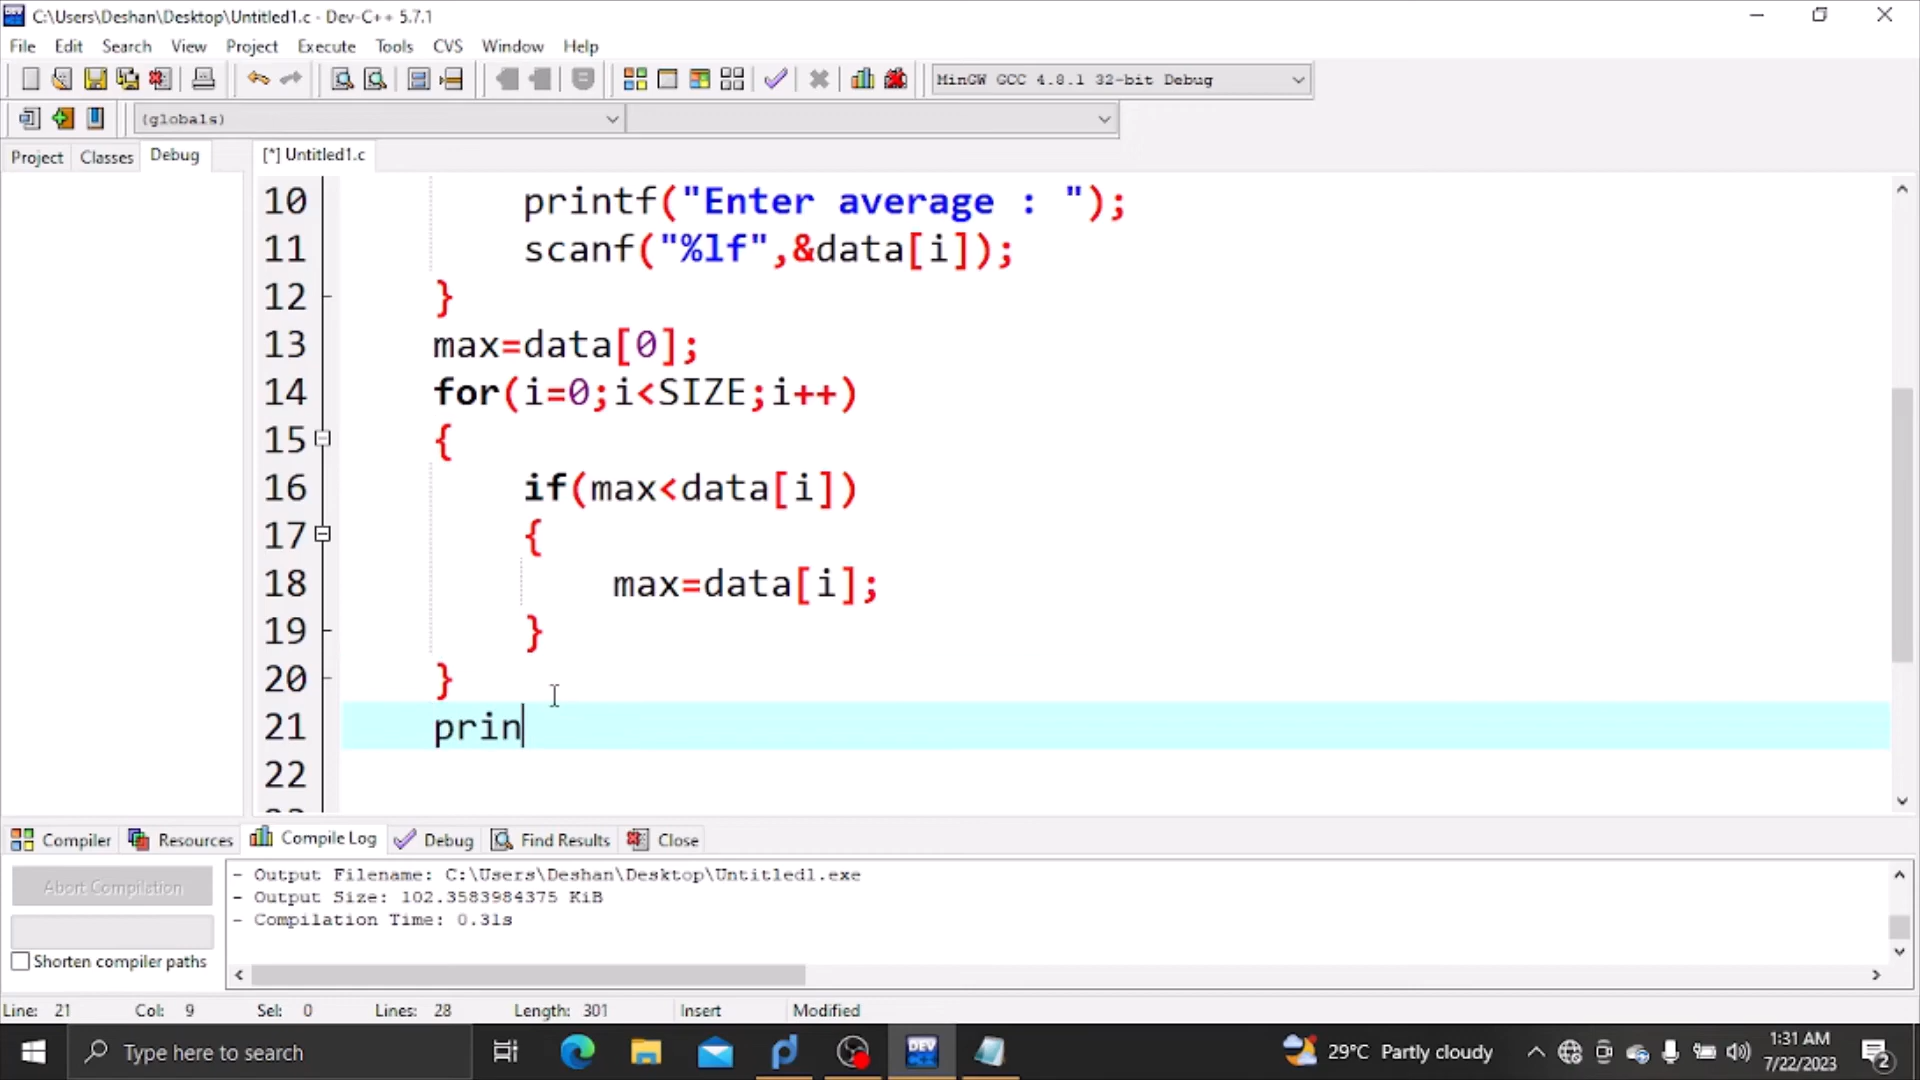 C:\Users\Deshan\Desktop\Untitled1.c - Dev-C++ 5.7.1
File Edit Search View Project Execute Tools CVS Window Help
MinGW GCC 4.8.1 32-bit Debug
(globals)
Project Classes Debug [*] Untitled1.c
10 printf("Enter average : ");
11 scanf("%lf",&data[i]);
12 }
13 max=data[0];
14 for(i=0;i<SIZE;i++)
15 {
16 if(max<data[i])
17 {
18 max=data[i];
19 }
20 }
21 prin
22
Compiler Resources Compile Log Debug Find Results Close
Abort Compilation
- Output Filename: C:\Users\Deshan\Desktop\Untitled1.exe
- Output Size: 102.3583984375 KiB
- Compilation Time: 0.31s
Shorten compiler paths
Line: 21 Col: 9 Sel: 0 Lines: 28 Length: 301 Insert Modified
Type here to search
DEV
29°C Partly cloudy
1:31 AM
7/22/2023
2